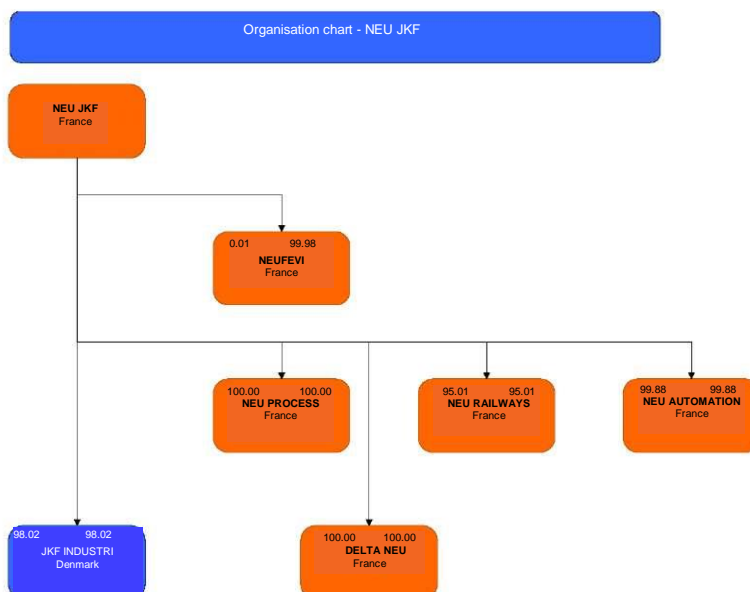 Organisation chart - NEU JKF
NEU JKF
France
0.01 99.98
NEUFEVI
France
100.00 100.00
NEU PROCESS
France
95.01 95.01
NEU RAILWAYS
France
99.88 99.88
NEU AUTOMATION
France
98.02 98.02
JKF INDUSTRI
Denmark
100.00 100.00
DELTA NEU
France